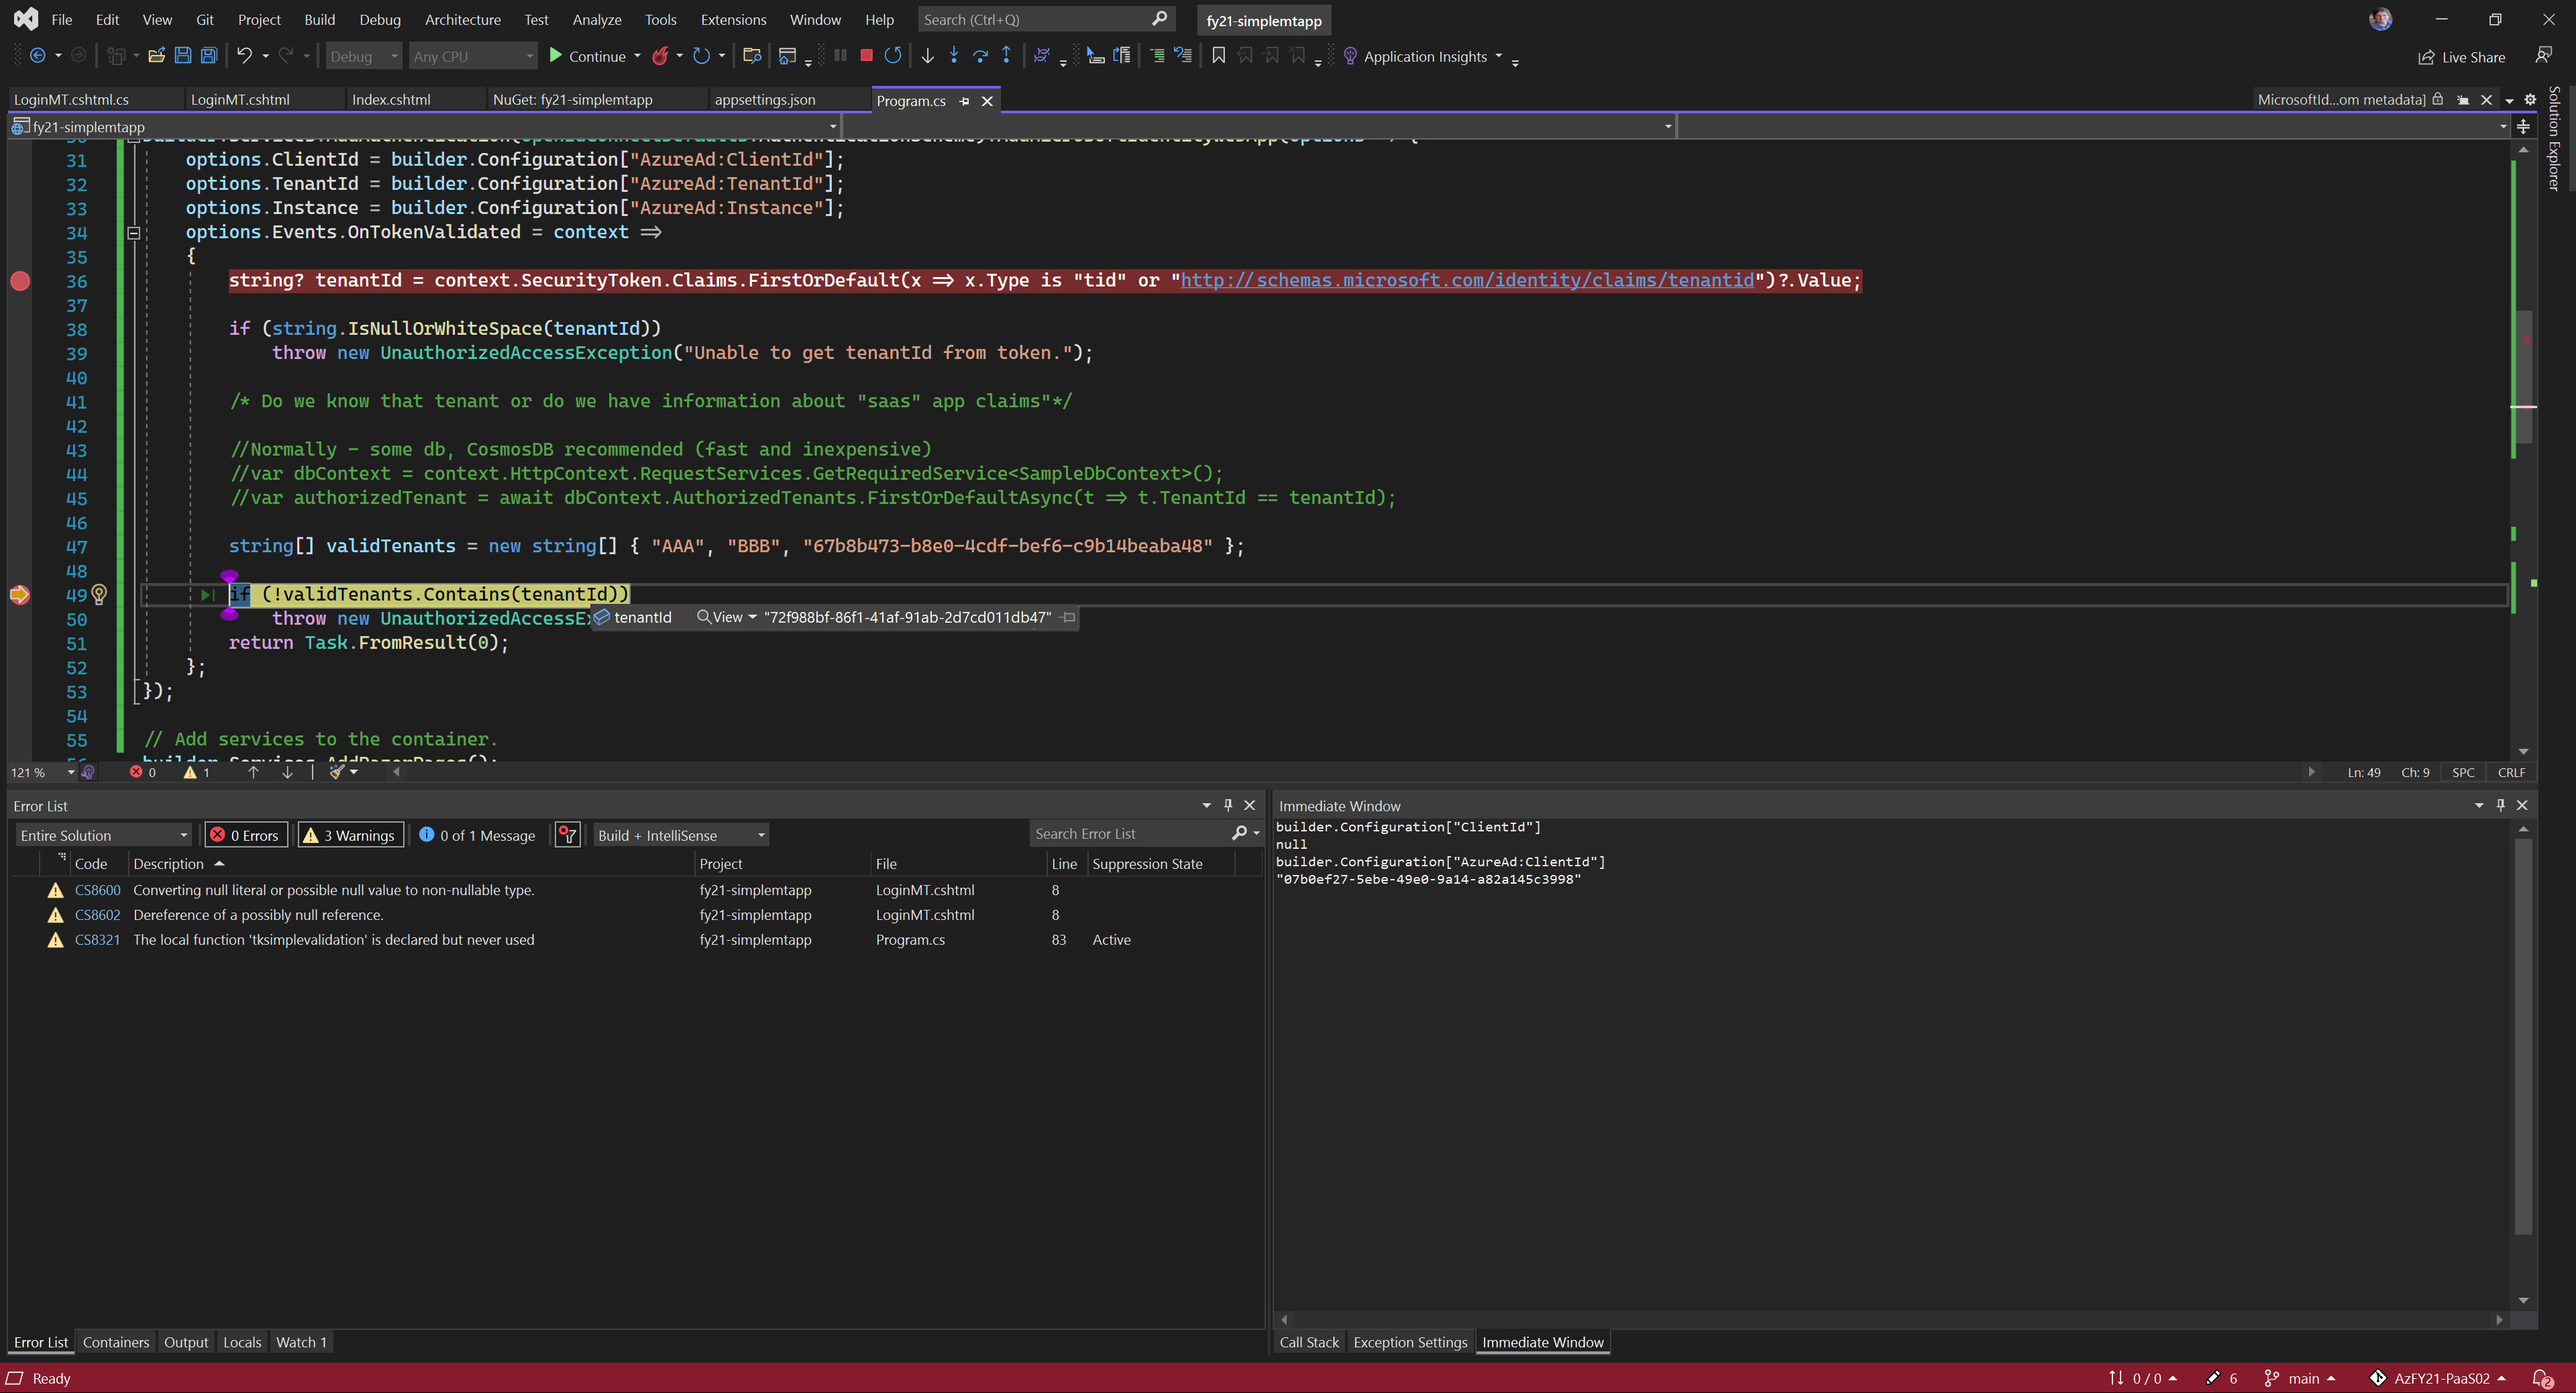 File Edit View Git Project Build Debug Architecture Test Analyze Tools Extensions Window Help Search (Ctrl+Q) fy21-simplemtapp
Debug Any CPU Continue Application Insights Live Share
LoginMT.cshtml.cs LoginMT.cshtml Index.cshtml NuGet: fy21-simplemtapp appsettings.json Program.cs MicrosoftId...om metadata]
Solution Explorer
fy21-simplemtapp
31 options.ClientId = builder.Configuration["AzureAd:ClientId"];
32 options.TenantId = builder.Configuration["AzureAd:TenantId"];
33 options.Instance = builder.Configuration["AzureAd:Instance"];
34 options.Events.OnTokenValidated = context =>
35 {
36 string? tenantId = context.SecurityToken.Claims.FirstOrDefault(x => x.Type is "tid" or "http://schemas.microsoft.com/identity/claims/tenantid")?.Value;
37
38 if (string.IsNullOrWhiteSpace(tenantId))
39 throw new UnauthorizedAccessException("Unable to get tenantId from token.");
40
41 /* Do we know that tenant or do we have information about "saas" app claims"*/
42
43 //Normally - some db, CosmosDB recommended (fast and inexpensive)
44 //var dbContext = context.HttpContext.RequestServices.GetRequiredService<SampleDbContext>();
45 //var authorizedTenant = await dbContext.AuthorizedTenants.FirstOrDefaultAsync(t => t.TenantId == tenantId);
46
47 string[] validTenants = new string[] { "AAA", "BBB", "67b8b473-b8e0-4cdf-bef6-c9b14beaba48" };
48
49 if (!validTenants.Contains(tenantId))
50 throw new UnauthorizedAccessE tenantId View "72f988bf-86f1-41af-91ab-2d7cd011db47"
51 return Task.FromResult(0);
52 };
53 });
54
55 // Add services to the container.
121 % 0 1 Ln: 49 Ch: 9 SPC CRLF
Error List
Entire Solution 0 Errors 3 Warnings 0 of 1 Message Build + IntelliSense Search Error List
Code Description Project File Line Suppression State
CS8600 Converting null literal or possible null value to non-nullable type. fy21-simplemtapp LoginMT.cshtml 8
CS8602 Dereference of a possibly null reference. fy21-simplemtapp LoginMT.cshtml 8
CS8321 The local function 'tksimplevalidation' is declared but never used fy21-simplemtapp Program.cs 83 Active
Immediate Window
builder.Configuration["ClientId"]
null
builder.Configuration["AzureAd:ClientId"]
"07b0ef27-5ebe-49e0-9a14-a82a145c3998"
Error List Containers Output Locals Watch 1
Call Stack Exception Settings Immediate Window
Ready 0 / 0 6 main AzFY21-PaaS02 2